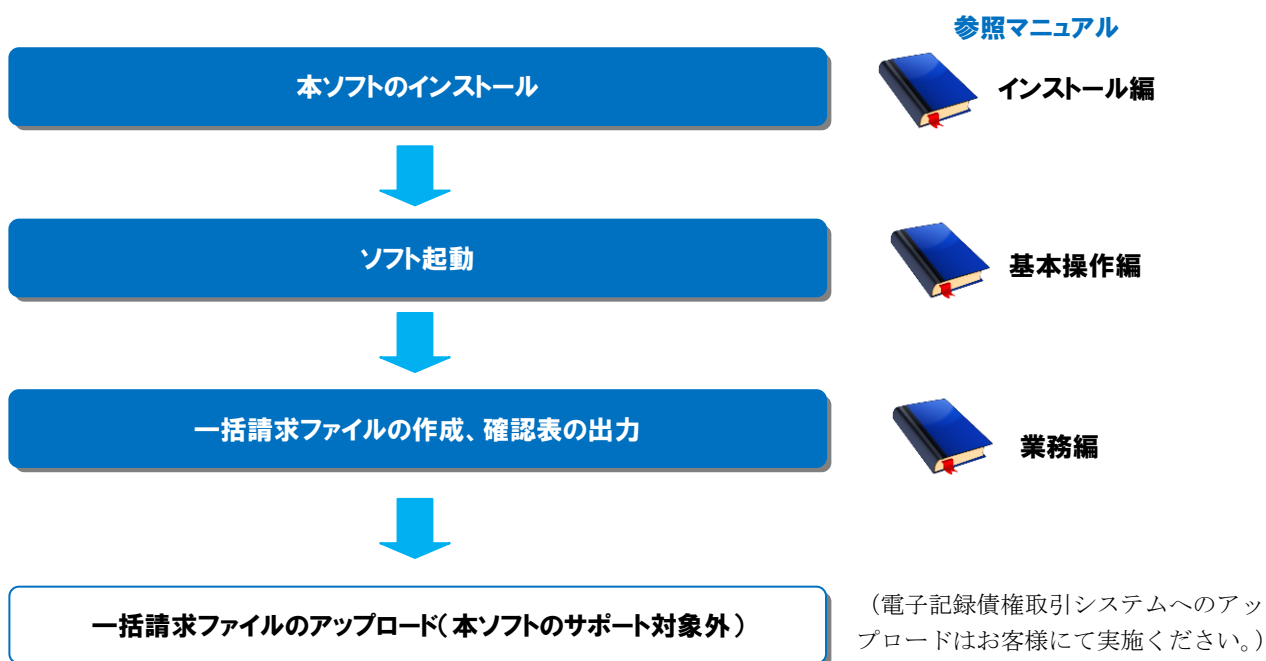 参照マニュアル
本ソフトのインストール
インストール編
ソフト起動
基本操作編
一括請求ファイルの作成、確認表の出力
業務編
一括請求ファイルのアップロード(本ソフトのサポート対象外)
(電子記録債権取引システムへのアッ
プロードはお客様にて実施ください。)